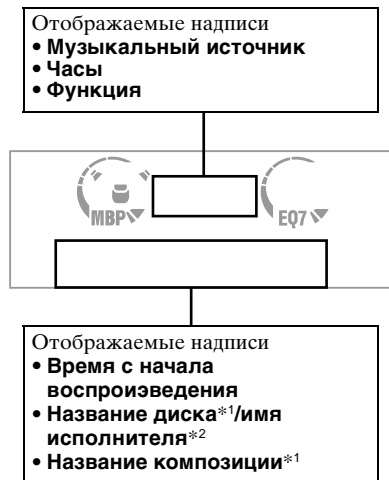 Отображаемые надписи
• Музыкальный источник
• Часы
• Функция
MBP EQ7
Отображаемые надписи
• Время с начала
воспроизведения
• Название диска*1/имя
исполнителя*2
• Название композиции*1